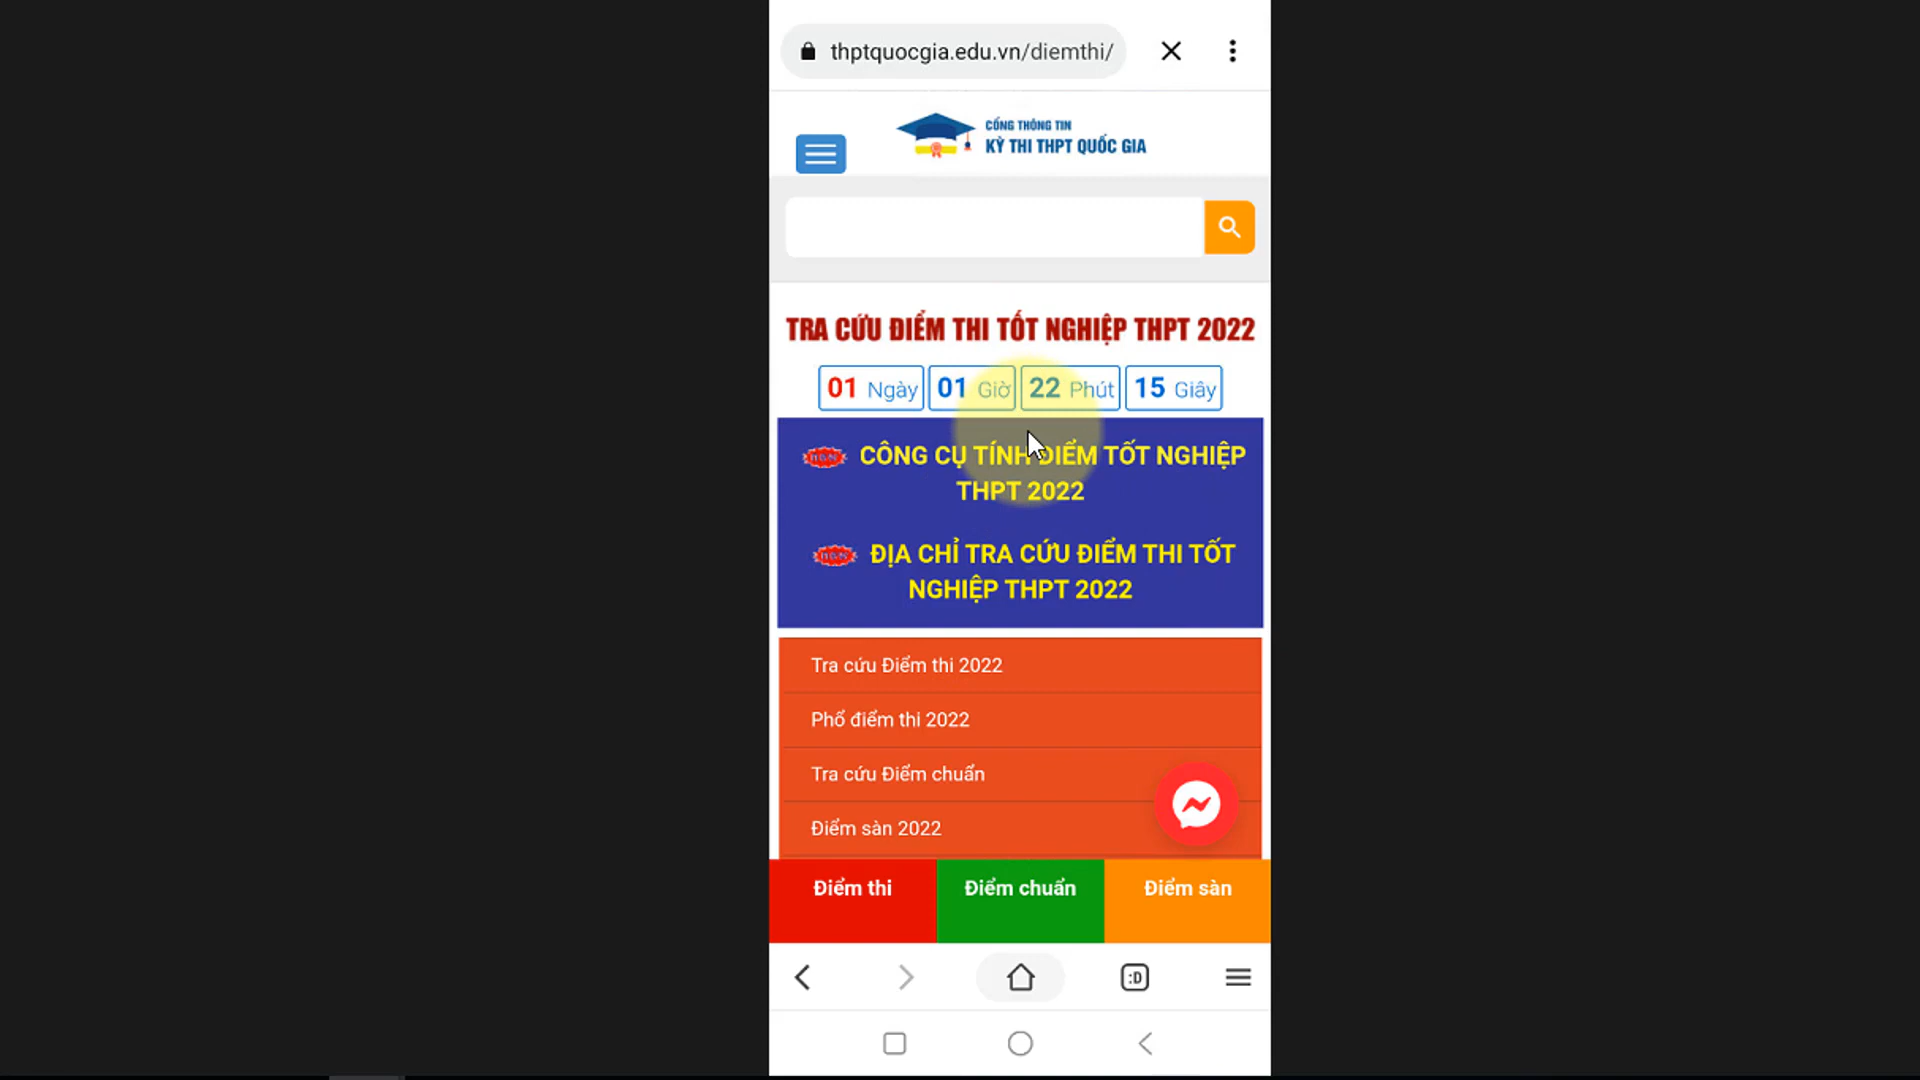 thptquocgia.edu.vn/diemthi/
CỔNG THÔNG TIN
KỲ THI THPT QUỐC GIA
TRA CỨU ĐIỂM THI TỐT NGHIỆP THPT 2022
01 Ngày 01 Giờ 22 Phút 15 Giây
CÔNG CỤ TÍNH ĐIỂM TỐT NGHIỆP
THPT 2022
ĐỊA CHỈ TRA CỨU ĐIỂM THI TỐT
NGHIỆP THPT 2022
Tra cứu Điểm thi 2022
Phổ điểm thi 2022
Tra cứu Điểm chuẩn
Điểm sàn 2022
Điểm thi Điểm chuẩn Điểm sàn
:D